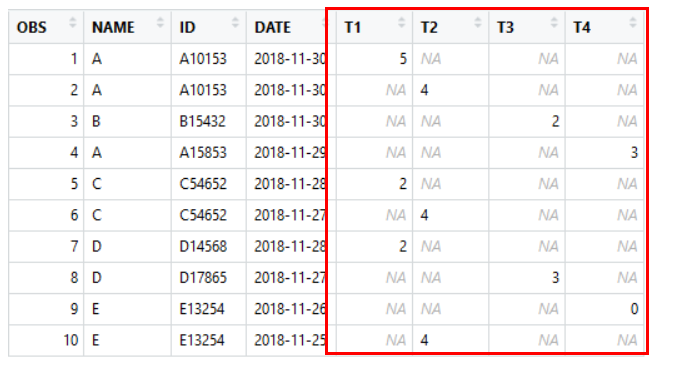 OBS NAME ID DATE T1 T2 T3 T4
1 A A10153 2018-11-30 5 NA NA NA
2 A A10153 2018-11-30 NA 4 NA NA
3 B B15432 2018-11-30 NA NA 2 NA
4 A A15853 2018-11-29 NA NA NA 3
5 C C54652 2018-11-28 2 NA NA NA
6 C C54652 2018-11-27 NA 4 NA NA
7 D D14568 2018-11-28 2 NA NA NA
8 D D17865 2018-11-27 NA NA 3 NA
9 E E13254 2018-11-26 NA NA NA 0
10 E E13254 2018-11-25 NA 4 NA NA